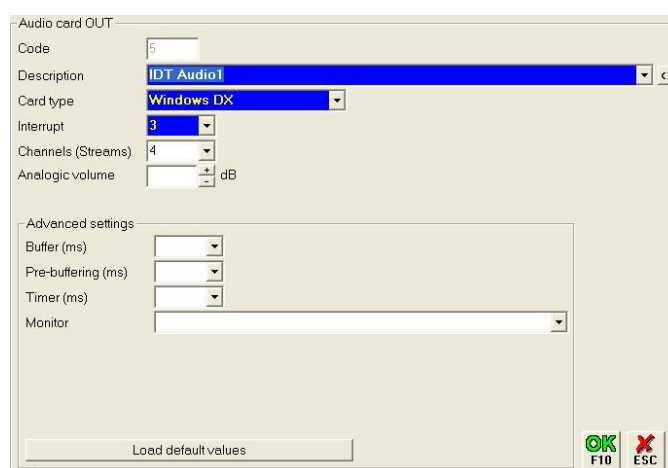 Audio card OUT
Code 5
Description IDT Audio1
Card type Windows DX
Interrupt 3
Channels (Streams) 4
Analogic volume + - dB
Advanced settings
Buffer (ms)
Pre-buffering (ms)
Timer (ms)
Monitor
Load default values
OK F10
ESC